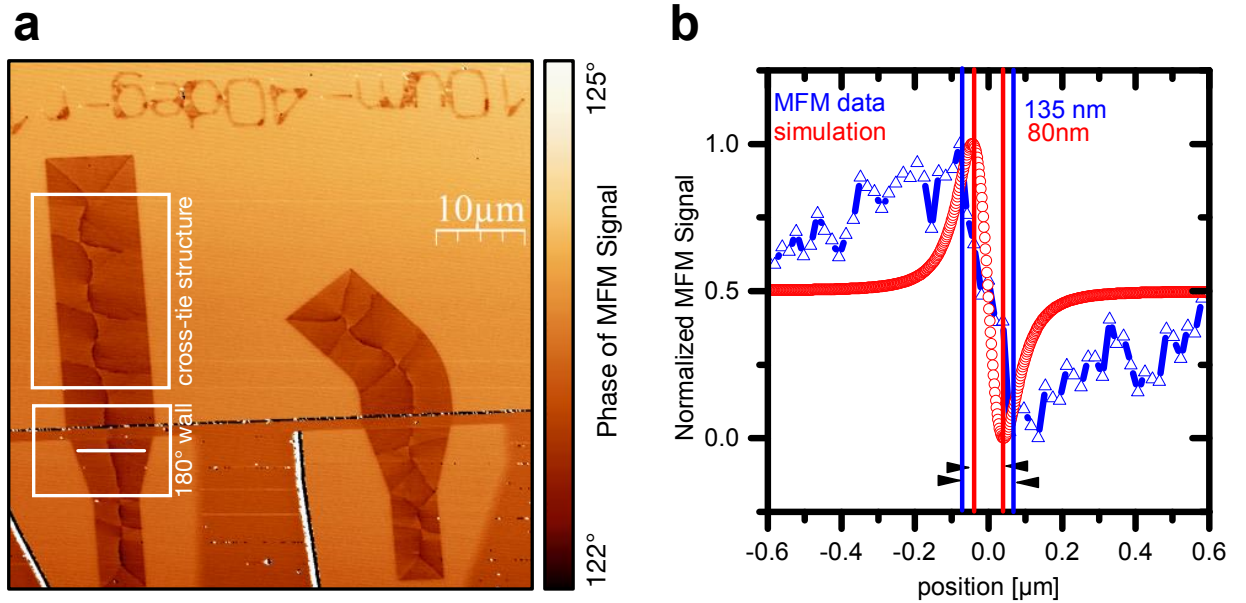 a
125°
122°
Phase of MFM Signal
10µm
cross-tie structure
180° wall
b
MFM data
simulation
135 nm
80nm
1.0
0.5
0.0
Normalized MFM Signal
-0.6 -0.4 -0.2 0.0 0.2 0.4 0.6
position [µm]